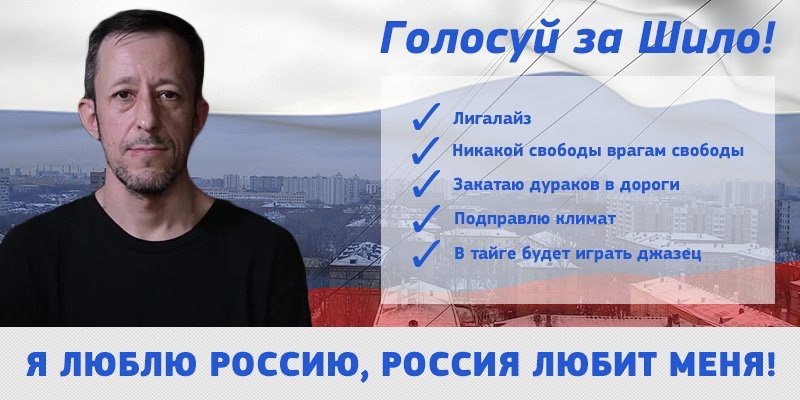 Голосуй за Шило!
Лигалайз
Никакой свободы врагам свободы
Закатаю дураков в дороги
Подправлю климат
В тайге будет играть джазец
Я ЛЮБЛЮ РОССИЮ, РОССИЯ ЛЮБИТ МЕНЯ!